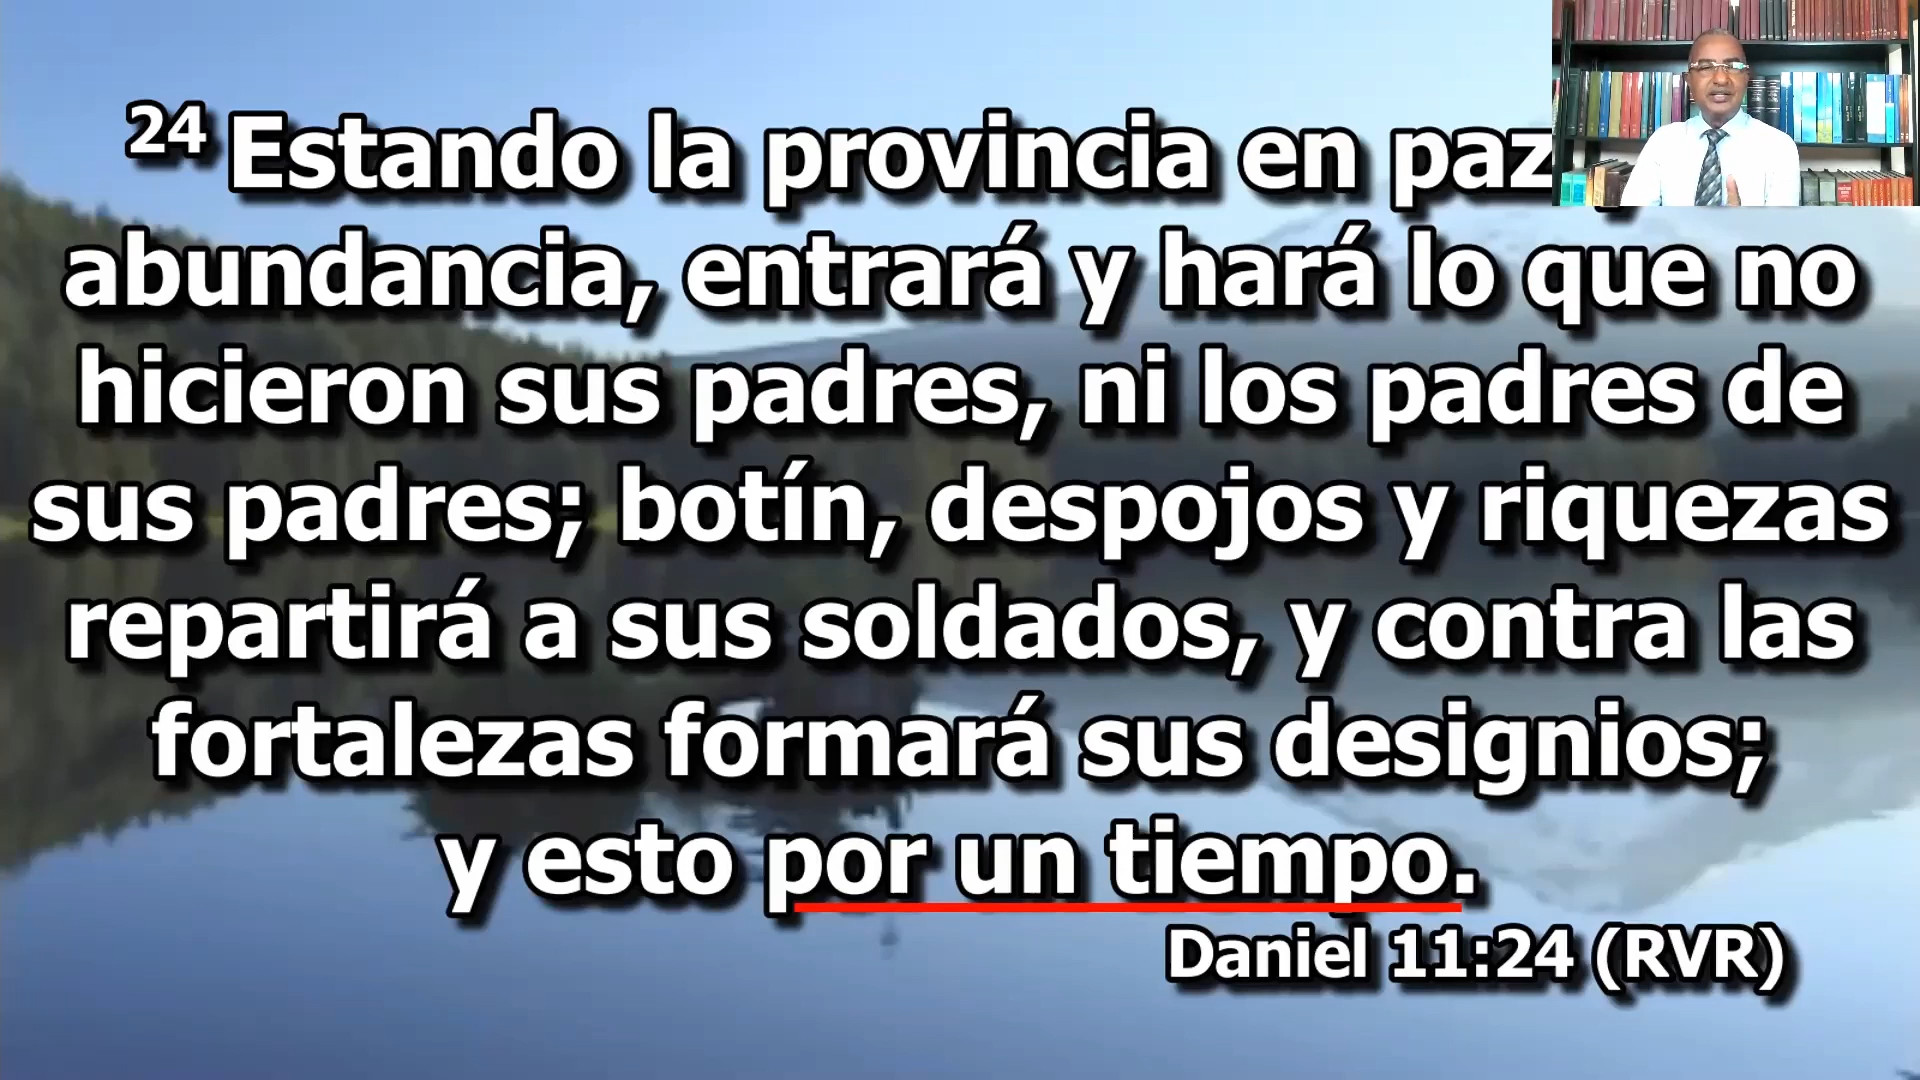 24 Estando la provincia en paz
abundancia, entrará y hará lo que no
hicieron sus padres, ni los padres de
sus padres; botín, despojos y riquezas
repartirá a sus soldados, y contra las
fortalezas formará sus designios;
y esto por un tiempo.
Daniel 11:24 (RVR)